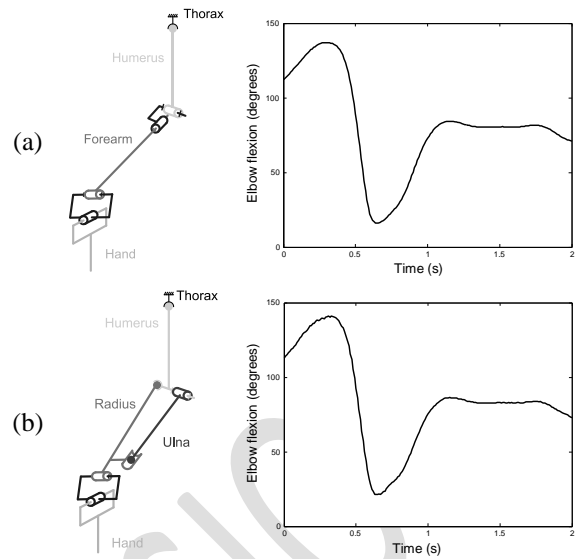 (a)
Thorax
Humerus
Forearm
Hand
Elbow flexion (degrees)
150
100
50
0
0
0.5
1
1.5
2
Time (s)
(b)
Thorax
Humerus
Radius
Ulna
Hand
Elbow flexion (degrees)
150
100
50
0
0
0.5
1
1.5
2
Time (s)